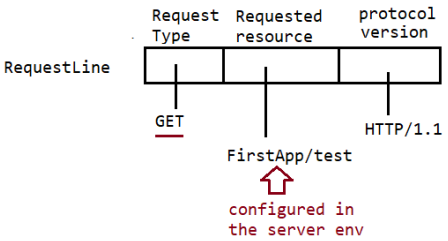 Request Type
Requested resource
protocol version
RequestLine
GET
HTTP/1.1
FirstApp/test
configured in
the server env